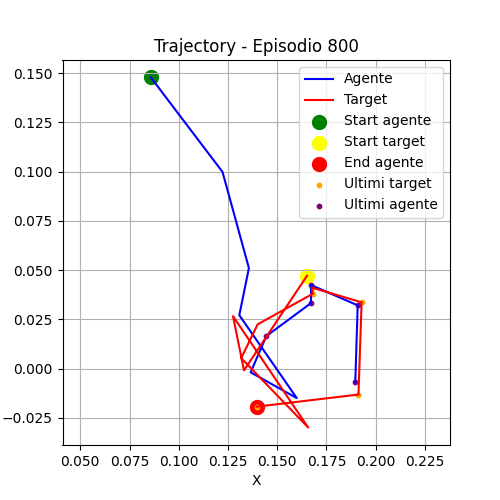 Trajectory - Episodio 800
Agente
Target
Start agente
Start target
End agente
Ultimi target
Ultimi agente
0.150
0.125
0.100
0.075
0.050
0.025
0.000
−0.025
0.050 0.075 0.100 0.125 0.150 0.175 0.200 0.225
X